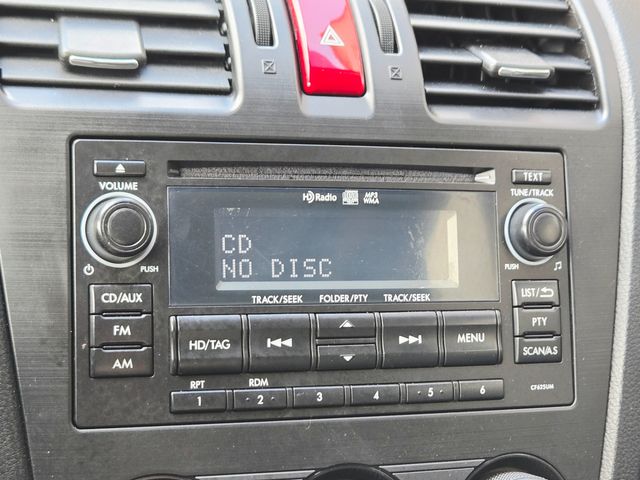 VOLUME
TEXT
TUNE/TRACK
HD Radio
MP3
WMA
CD
NO DISC
PUSH
PUSH
TRACK/SEEK FOLDER/PTY TRACK/SEEK
CD/AUX
LIST/
FM
HD/TAG
MENU
PTY
AM
SCAN/AS
RPT RDM
1 2 3 4 5 6
CF625UM